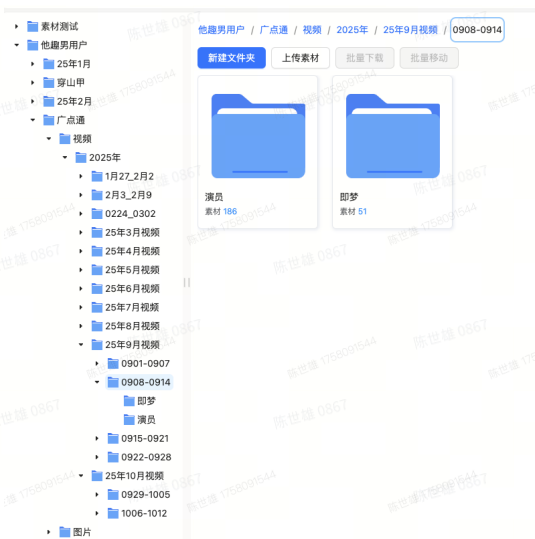 素材测试
他趣男用户
25年1月
穿山甲
25年2月
广点通
视频
2025年
1月27_2月2
2月3_2月9
0224_0302
25年3月视频
25年4月视频
25年5月视频
25年6月视频
25年7月视频
25年8月视频
25年9月视频
0901-0907
0908-0914
即梦
演员
0915-0921
0922-0928
25年10月视频
0929-1005
1006-1012
图片
他趣男用户 / 广点通 / 视频 / 2025年 / 25年9月视频 / 0908-0914
新建文件夹 上传素材 批量下载 批量移动
演员
素材 186
即梦
素材 51
陈世雄 0867
陈世雄 1758091544